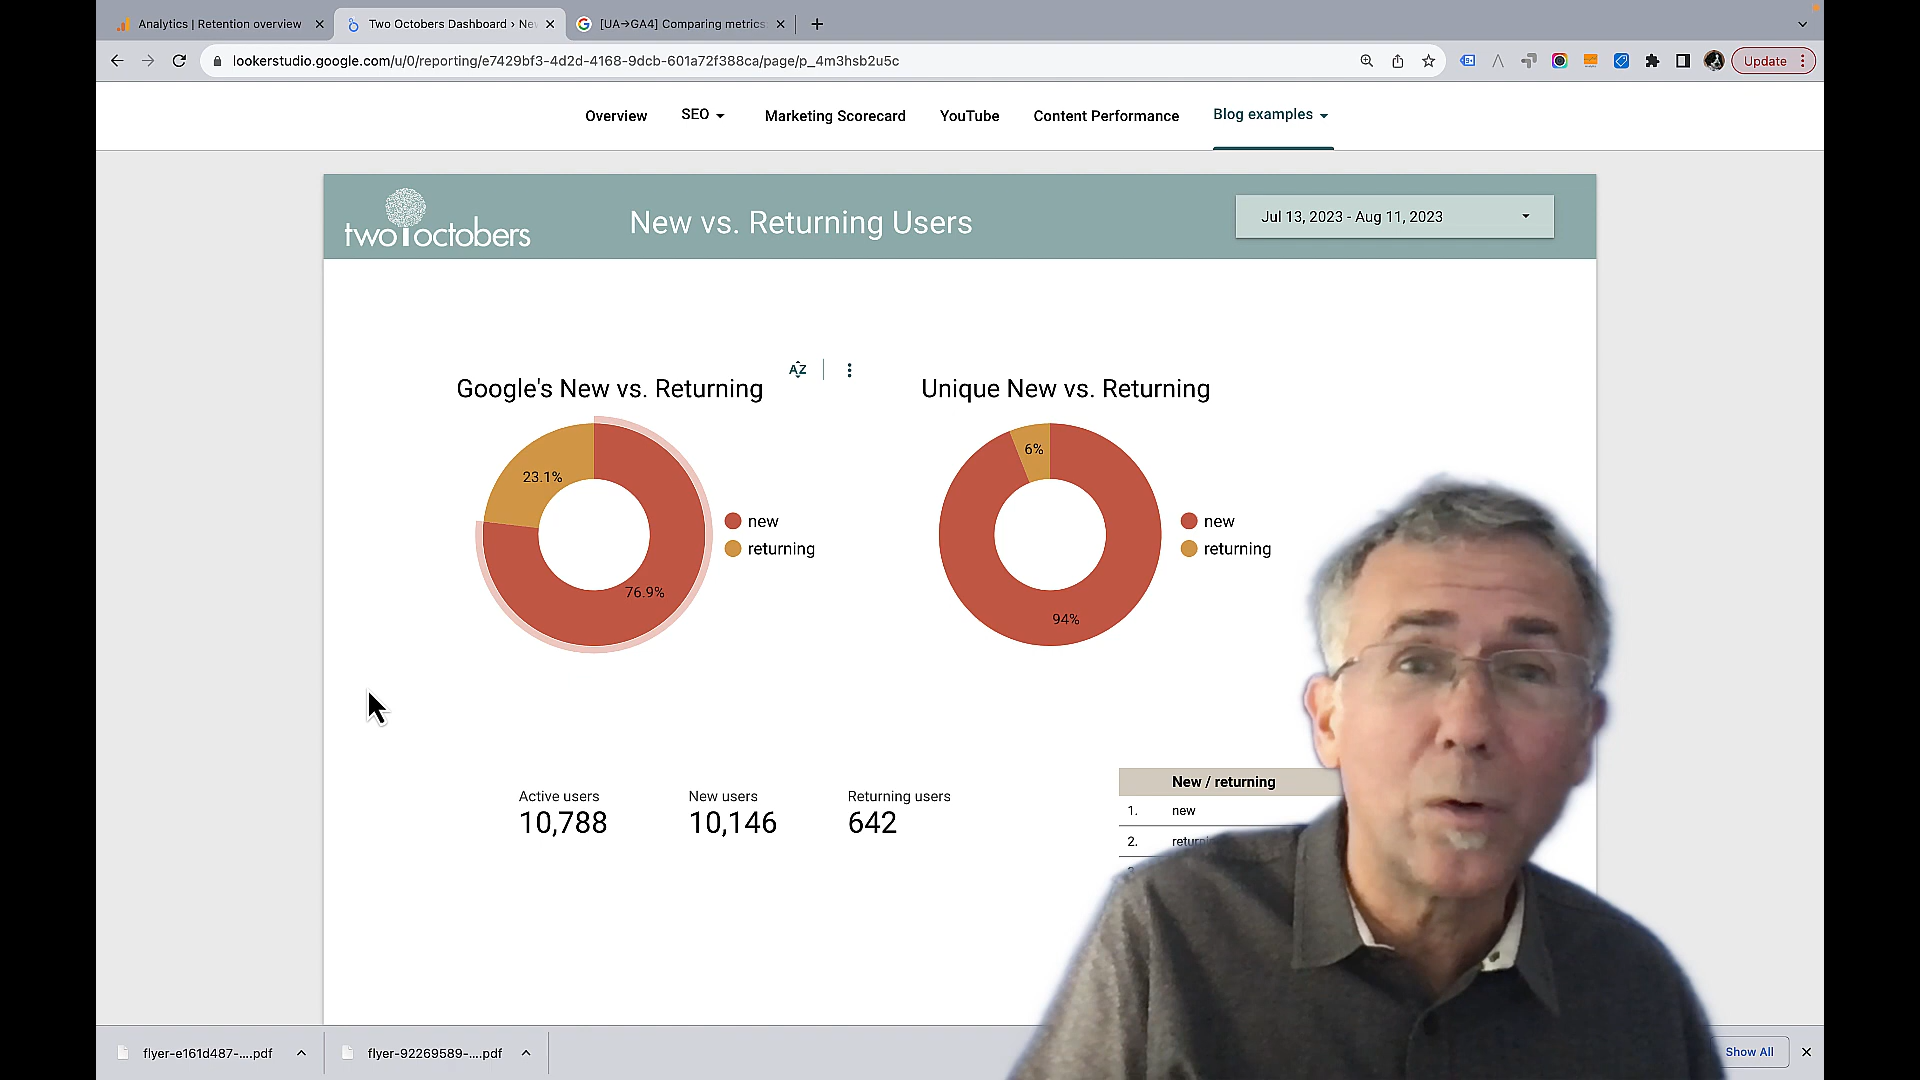 Analytics | Retention overview
Two Octobers Dashboard › Ne
[UA→GA4] Comparing metrics
lookerstudio.google.com/u/0/reporting/e7429bf3-4d2d-4168-9dcb-601a72f388ca/page/p_4m3hsb2u5c
Update
Overview
SEO
Marketing Scorecard
YouTube
Content Performance
Blog examples
two octobers
New vs. Returning Users
Jul 13, 2023 - Aug 11, 2023
AZ
Google's New vs. Returning
Unique New vs. Returning
23.1%
76.9%
new
returning
6%
94%
new
returning
Active users
10,788
New users
10,146
Returning users
642
New / returning
1. new
2. return
flyer-e161d487-....pdf
flyer-92269589-....pdf
Show All